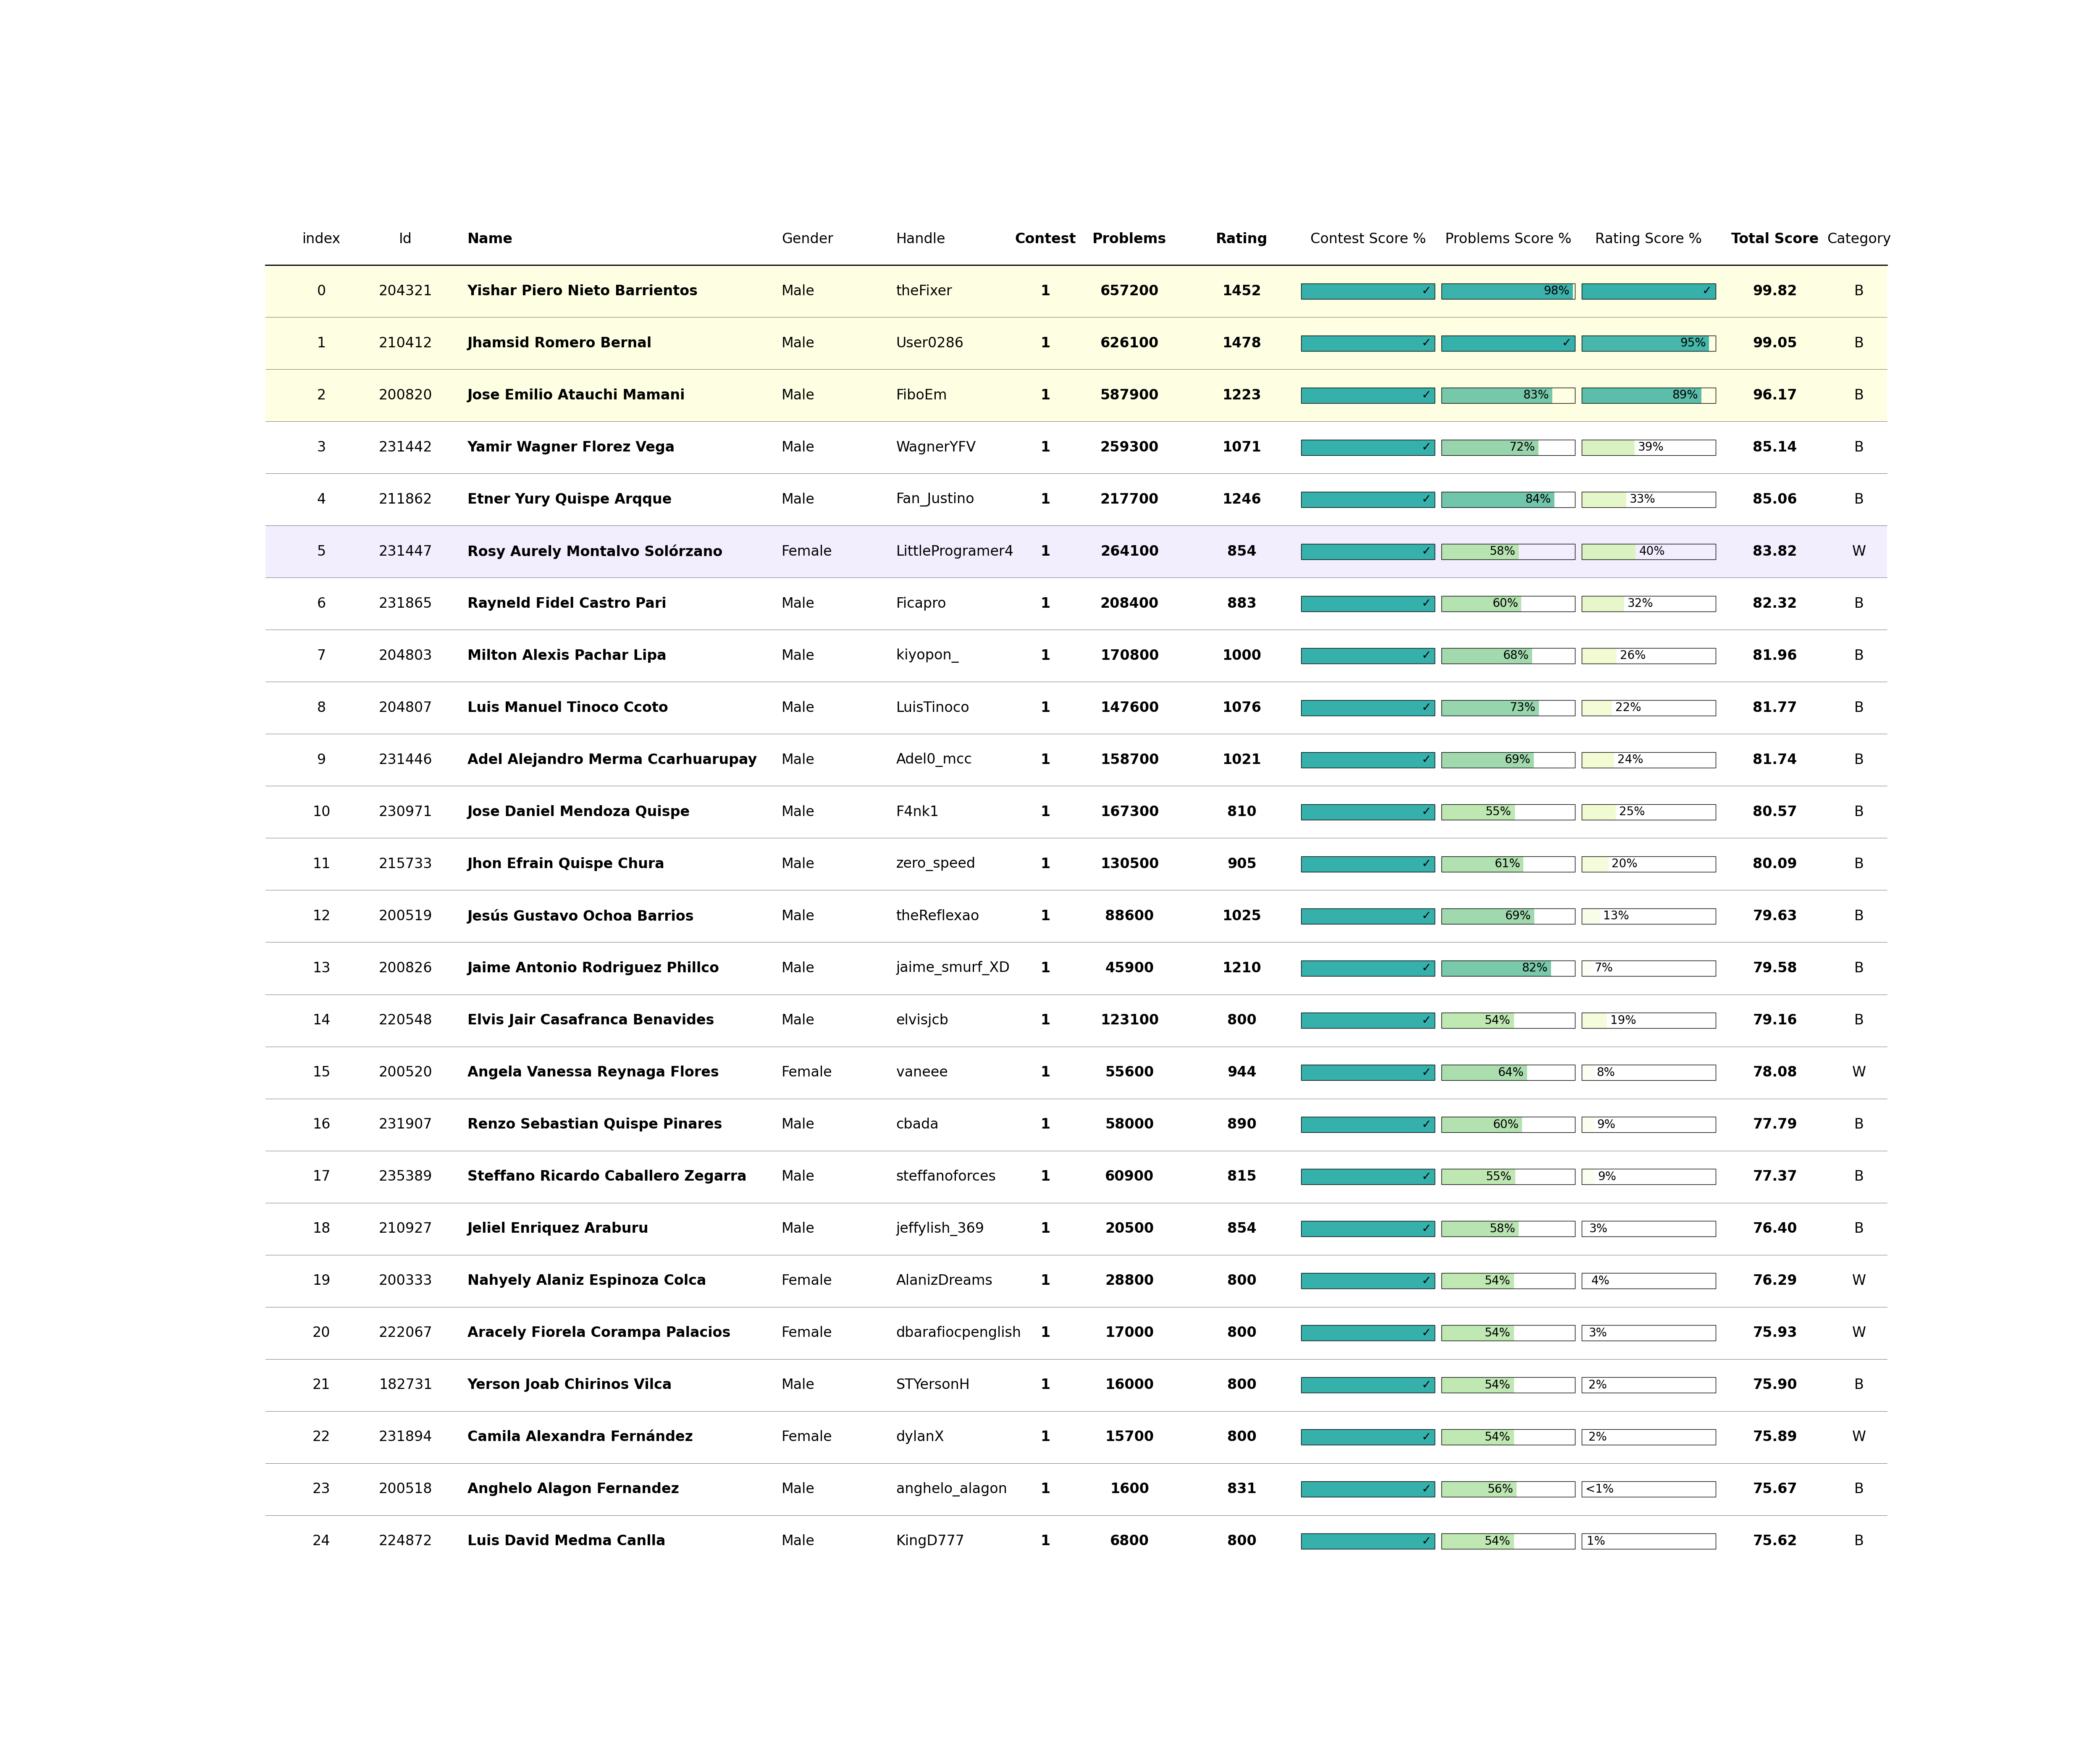 index Id Name Gender Handle Contest Problems Rating Contest Score % Problems Score % Rating Score % Total Score Category
0 204321 Yishar Piero Nieto Barrientos Male theFixer 1 657200 1452 ✓ 98% ✓ 99.82 B
1 210412 Jhamsid Romero Bernal Male User0286 1 626100 1478 ✓ ✓ 95% 99.05 B
2 200820 Jose Emilio Atauchi Mamani Male FiboEm 1 587900 1223 ✓ 83% 89% 96.17 B
3 231442 Yamir Wagner Florez Vega Male WagnerYFV 1 259300 1071 ✓ 72% 39% 85.14 B
4 211862 Etner Yury Quispe Arqque Male Fan_Justino 1 217700 1246 ✓ 84% 33% 85.06 B
5 231447 Rosy Aurely Montalvo Solórzano Female LittleProgramer4 1 264100 854 ✓ 58% 40% 83.82 W
6 231865 Rayneld Fidel Castro Pari Male Ficapro 1 208400 883 ✓ 60% 32% 82.32 B
7 204803 Milton Alexis Pachar Lipa Male kiyopon_ 1 170800 1000 ✓ 68% 26% 81.96 B
8 204807 Luis Manuel Tinoco Ccoto Male LuisTinoco 1 147600 1076 ✓ 73% 22% 81.77 B
9 231446 Adel Alejandro Merma Ccarhuarupay Male Adel0_mcc 1 158700 1021 ✓ 69% 24% 81.74 B
10 230971 Jose Daniel Mendoza Quispe Male F4nk1 1 167300 810 ✓ 55% 25% 80.57 B
11 215733 Jhon Efrain Quispe Chura Male zero_speed 1 130500 905 ✓ 61% 20% 80.09 B
12 200519 Jesús Gustavo Ochoa Barrios Male theReflexao 1 88600 1025 ✓ 69% 13% 79.63 B
13 200826 Jaime Antonio Rodriguez Phillco Male jaime_smurf_XD 1 45900 1210 ✓ 82% 7% 79.58 B
14 220548 Elvis Jair Casafranca Benavides Male elvisjcb 1 123100 800 ✓ 54% 19% 79.16 B
15 200520 Angela Vanessa Reynaga Flores Female vaneee 1 55600 944 ✓ 64% 8% 78.08 W
16 231907 Renzo Sebastian Quispe Pinares Male cbada 1 58000 890 ✓ 60% 9% 77.79 B
17 235389 Steffano Ricardo Caballero Zegarra Male steffanoforces 1 60900 815 ✓ 55% 9% 77.37 B
18 210927 Jeliel Enriquez Araburu Male jeffylish_369 1 20500 854 ✓ 58% 3% 76.40 B
19 200333 Nahyely Alaniz Espinoza Colca Female AlanizDreams 1 28800 800 ✓ 54% 4% 76.29 W
20 222067 Aracely Fiorela Corampa Palacios Female dbarafiocpenglish 1 17000 800 ✓ 54% 3% 75.93 W
21 182731 Yerson Joab Chirinos Vilca Male STYersonH 1 16000 800 ✓ 54% 2% 75.90 B
22 231894 Camila Alexandra Fernández Female dylanX 1 15700 800 ✓ 54% 2% 75.89 W
23 200518 Anghelo Alagon Fernandez Male anghelo_alagon 1 1600 831 ✓ 56% <1% 75.67 B
24 224872 Luis David Medma Canlla Male KingD777 1 6800 800 ✓ 54% 1% 75.62 B